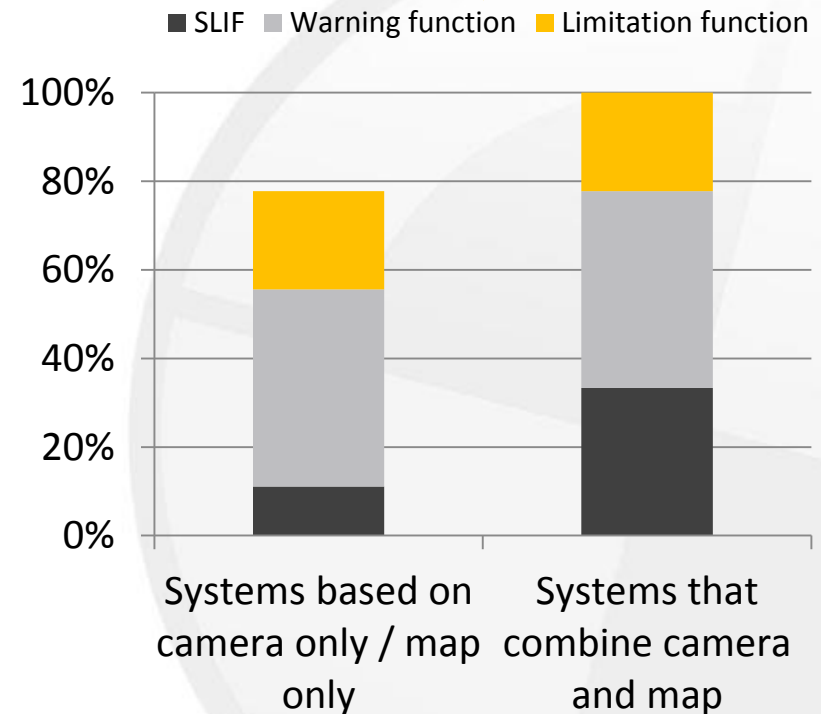 SLIF Warning function Limitation function
100%
80%
60%
40%
20%
0%
Systems based on
camera only / map
only
Systems that
combine camera
and map